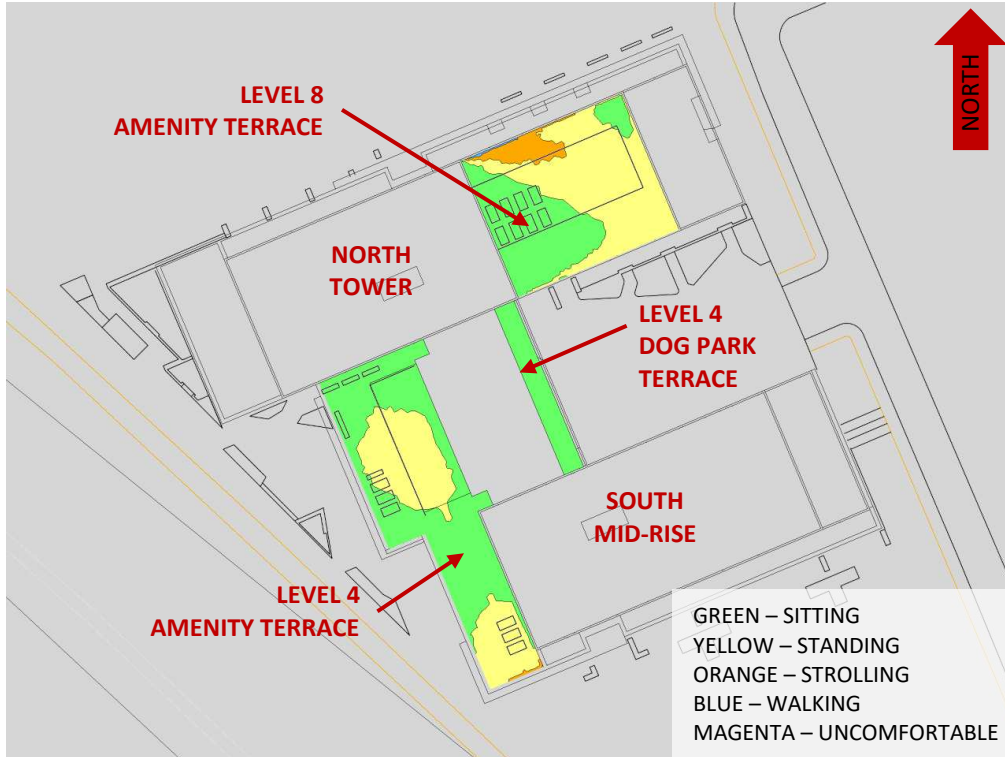 LEVEL 8
AMENITY TERRACE
NORTH
NORTH
TOWER
LEVEL 4
DOG PARK
TERRACE
SOUTH
MID-RISE
LEVEL 4
AMENITY TERRACE
GREEN – SITTING
YELLOW – STANDING
ORANGE – STROLLING
BLUE – WALKING
MAGENTA – UNCOMFORTABLE